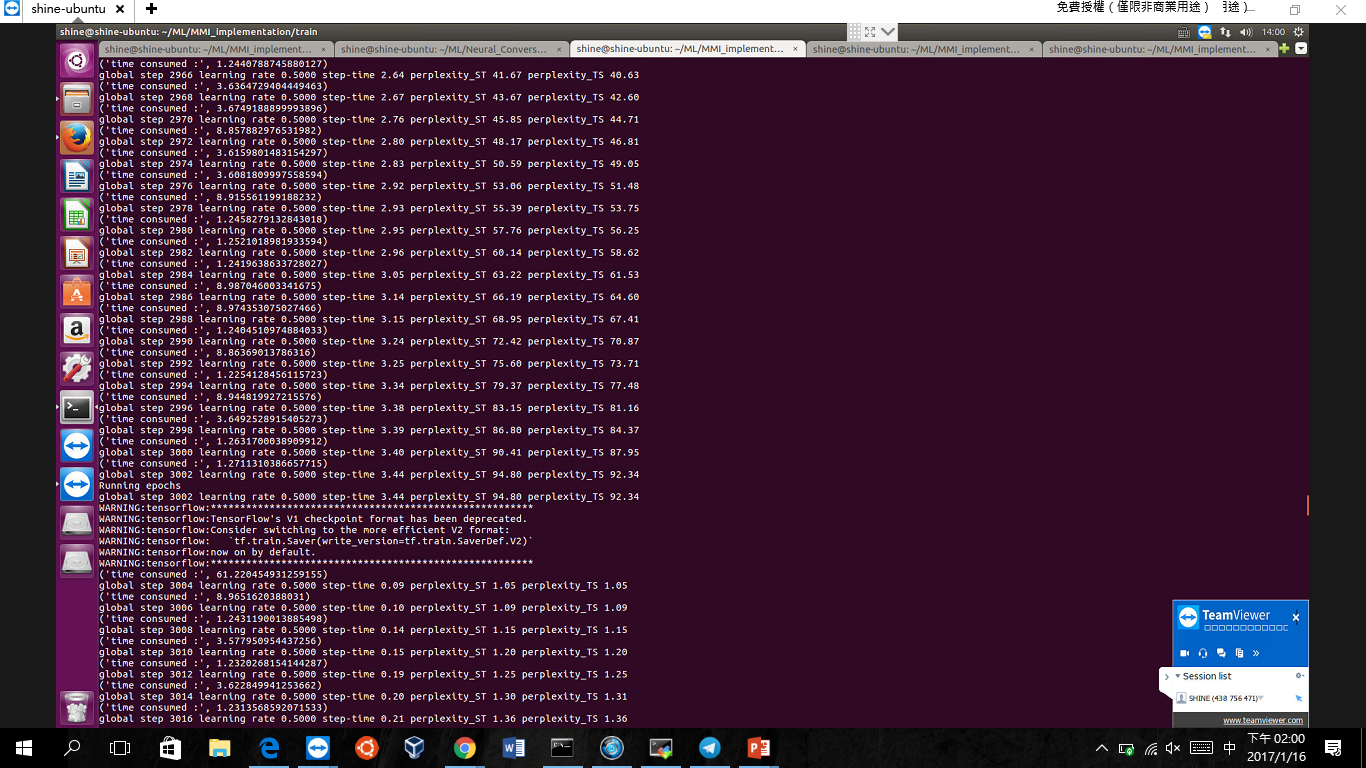 shine-ubuntu
免費授權（僅限非商業用途）
shine@shine-ubuntu: ~/ML/MMI_implementation/train
14:00
shine@shine-ubuntu: ~/ML/MMI_implement...
shine@shine-ubuntu: ~/ML/Neural_Convers...
shine@shine-ubuntu: ~/ML/MMI_implement...
shine@shine-ubuntu: ~/ML/MMI_implement...
shine@shine-ubuntu: ~/ML/MMI_implement...
('time consumed :', 1.2440788745880127)
global step 2966 learning rate 0.5000 step-time 2.64 perplexity_ST 41.67 perplexity_TS 40.63
('time consumed :', 3.6364729404449463)
global step 2968 learning rate 0.5000 step-time 2.67 perplexity_ST 43.67 perplexity_TS 42.60
('time consumed :', 3.6749188899993896)
global step 2970 learning rate 0.5000 step-time 2.76 perplexity_ST 45.85 perplexity_TS 44.71
('time consumed :', 8.857882976531982)
global step 2972 learning rate 0.5000 step-time 2.80 perplexity_ST 48.17 perplexity_TS 46.81
('time consumed :', 3.6159801483154297)
global step 2974 learning rate 0.5000 step-time 2.83 perplexity_ST 50.59 perplexity_TS 49.05
('time consumed :', 3.6081809997558594)
global step 2976 learning rate 0.5000 step-time 2.92 perplexity_ST 53.06 perplexity_TS 51.48
('time consumed :', 8.915561199188232)
global step 2978 learning rate 0.5000 step-time 2.93 perplexity_ST 55.39 perplexity_TS 53.75
('time consumed :', 1.2458279132843018)
global step 2980 learning rate 0.5000 step-time 2.95 perplexity_ST 57.76 perplexity_TS 56.25
('time consumed :', 1.2521018981933594)
global step 2982 learning rate 0.5000 step-time 2.96 perplexity_ST 60.14 perplexity_TS 58.62
('time consumed :', 1.2419638633728027)
global step 2984 learning rate 0.5000 step-time 3.05 perplexity_ST 63.22 perplexity_TS 61.53
('time consumed :', 8.987046003341675)
global step 2986 learning rate 0.5000 step-time 3.14 perplexity_ST 66.19 perplexity_TS 64.60
('time consumed :', 8.974353075027466)
global step 2988 learning rate 0.5000 step-time 3.15 perplexity_ST 68.95 perplexity_TS 67.41
('time consumed :', 1.2404510974884033)
global step 2990 learning rate 0.5000 step-time 3.24 perplexity_ST 72.42 perplexity_TS 70.87
('time consumed :', 8.86369013786316)
global step 2992 learning rate 0.5000 step-time 3.25 perplexity_ST 75.60 perplexity_TS 73.71
('time consumed :', 1.2254128456115723)
global step 2994 learning rate 0.5000 step-time 3.34 perplexity_ST 79.37 perplexity_TS 77.48
('time consumed :', 8.944819927215576)
global step 2996 learning rate 0.5000 step-time 3.38 perplexity_ST 83.15 perplexity_TS 81.16
('time consumed :', 3.6492528915405273)
global step 2998 learning rate 0.5000 step-time 3.39 perplexity_ST 86.80 perplexity_TS 84.37
('time consumed :', 1.2631700038909912)
global step 3000 learning rate 0.5000 step-time 3.40 perplexity_ST 90.41 perplexity_TS 87.95
('time consumed :', 1.2711310386657715)
global step 3002 learning rate 0.5000 step-time 3.44 perplexity_ST 94.80 perplexity_TS 92.34
Running epochs
global step 3002 learning rate 0.5000 step-time 3.44 perplexity_ST 94.80 perplexity_TS 92.34
WARNING:tensorflow:*******************************************************
WARNING:tensorflow:TensorFlow's V1 checkpoint format has been deprecated.
WARNING:tensorflow:Consider switching to the more efficient V2 format:
WARNING:tensorflow:   `tf.train.Saver(write_version=tf.train.SaverDef.V2)`
WARNING:tensorflow:now on by default.
WARNING:tensorflow:*******************************************************
('time consumed :', 61.220454931259155)
global step 3004 learning rate 0.5000 step-time 0.09 perplexity_ST 1.05 perplexity_TS 1.05
('time consumed :', 8.9651620388031)
global step 3006 learning rate 0.5000 step-time 0.10 perplexity_ST 1.09 perplexity_TS 1.09
('time consumed :', 1.2431190013885498)
global step 3008 learning rate 0.5000 step-time 0.14 perplexity_ST 1.15 perplexity_TS 1.15
('time consumed :', 3.577950954437256)
global step 3010 learning rate 0.5000 step-time 0.15 perplexity_ST 1.20 perplexity_TS 1.20
('time consumed :', 1.2320268154144287)
global step 3012 learning rate 0.5000 step-time 0.19 perplexity_ST 1.25 perplexity_TS 1.25
('time consumed :', 3.622849941253662)
global step 3014 learning rate 0.5000 step-time 0.20 perplexity_ST 1.30 perplexity_TS 1.31
('time consumed :', 1.2313568592071533)
global step 3016 learning rate 0.5000 step-time 0.21 perplexity_ST 1.36 perplexity_TS 1.36
TeamViewer
Session list
SHINE (438 756 471)
www.teamviewer.com
中
下午 02:00
2017/1/16